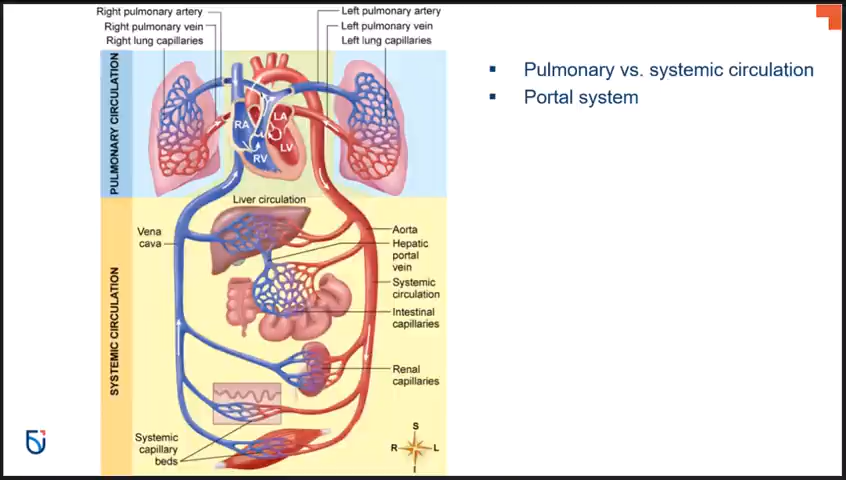 Right pulmonary artery
Right pulmonary vein
Right lung capillaries
Left pulmonary artery
Left pulmonary vein
Left lung capillaries
PULMONARY CIRCULATION
RA
LA
RV
LV
SYSTEMIC CIRCULATION
Liver circulation
Vena
cava
Aorta
Hepatic
portal
vein
Systemic
circulation
Intestinal
capillaries
Renal
capillaries
Systemic
capillary
beds
S
R
L
I
▪ Pulmonary vs. systemic circulation
▪ Portal system